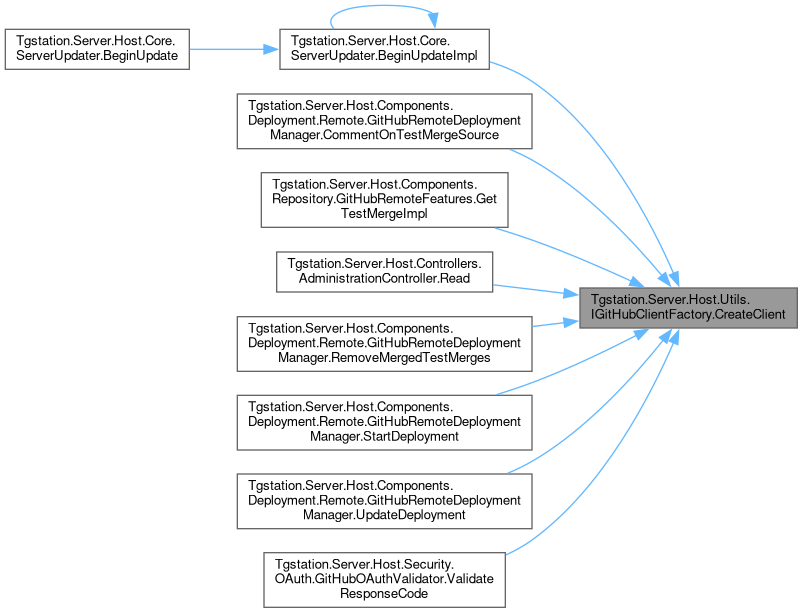 Tgstation.Server.Host.Core.
ServerUpdater.BeginUpdate
Tgstation.Server.Host.Core.
ServerUpdater.BeginUpdateImpl
Tgstation.Server.Host.Components.
Deployment.Remote.GitHubRemoteDeployment
Manager.CommentOnTestMergeSource
Tgstation.Server.Host.Components.
Repository.GitHubRemoteFeatures.Get
TestMergeImpl
Tgstation.Server.Host.Controllers.
AdministrationController.Read
Tgstation.Server.Host.Utils.
IGitHubClientFactory.CreateClient
Tgstation.Server.Host.Components.
Deployment.Remote.GitHubRemoteDeployment
Manager.RemoveMergedTestMerges
Tgstation.Server.Host.Components.
Deployment.Remote.GitHubRemoteDeployment
Manager.StartDeployment
Tgstation.Server.Host.Components.
Deployment.Remote.GitHubRemoteDeployment
Manager.UpdateDeployment
Tgstation.Server.Host.Security.
OAuth.GitHubOAuthValidator.Validate
ResponseCode